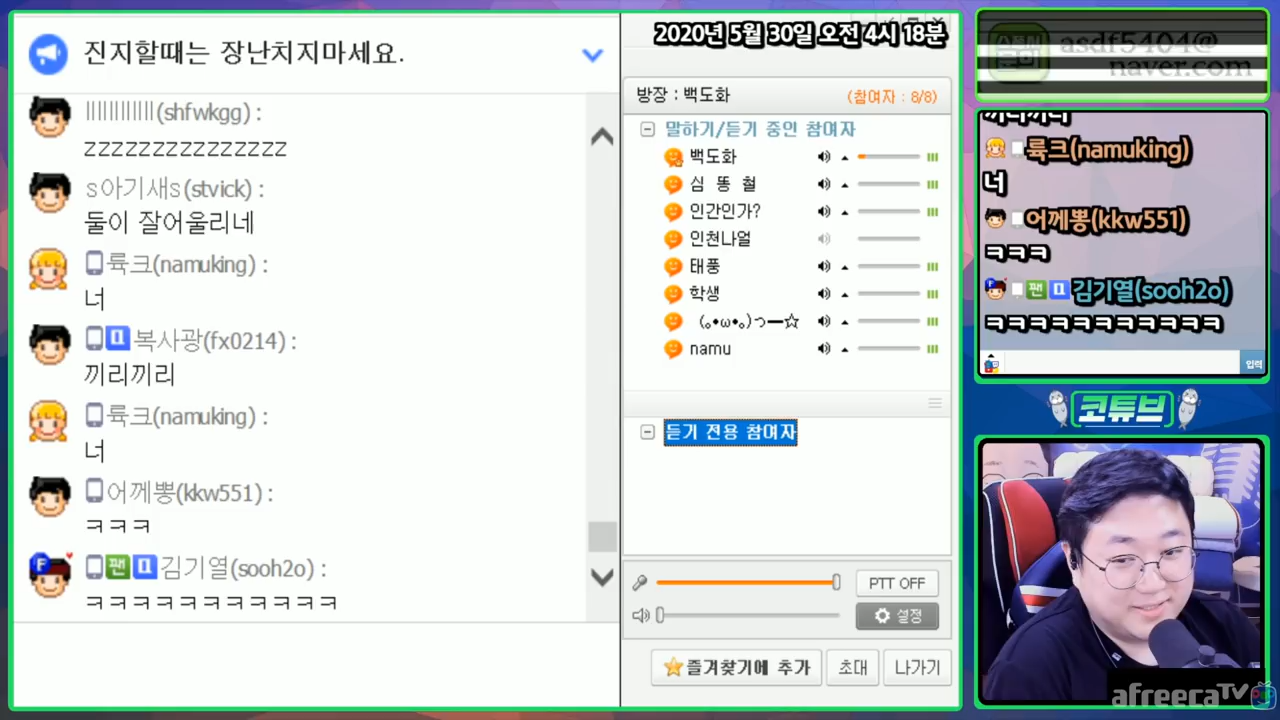 진지할때는 장난치지마세요.
llllllllllll(shfwkgg) :
zzzzzzzzzzzzzzz
s아기새s(stvick) :
둘이 잘어울리네
륙크(namuking) :
너
복사광(fx0214) :
끼리끼리
륙크(namuking) :
너
어께뽕(kkw551) :
ㅋㅋㅋ
F
팬 김기열(sooh2o) :
ㅋㅋㅋㅋㅋㅋㅋㅋㅋㅋㅋ
2020년 5월 30일 오전 4시 18분
방장 : 백도화 (참여자 : 8/8)
말하기/듣기 중인 참여자
백도화
심 똥 철
인간인가?
인천나얼
태풍
학생
(｡•ω•｡)つ━☆
namu
듣기 전용 참여자
PTT OFF
설정
즐겨찾기에 추가 초대 나가기
asdf5404@
naver.com
끼리끼리
륙크(namuking)
너
어께뽕(kkw551)
ㅋㅋㅋ
팬 김기열(sooh2o)
ㅋㅋㅋㅋㅋㅋㅋㅋㅋㅋㅋ
입력
코튜브
afreecaTV